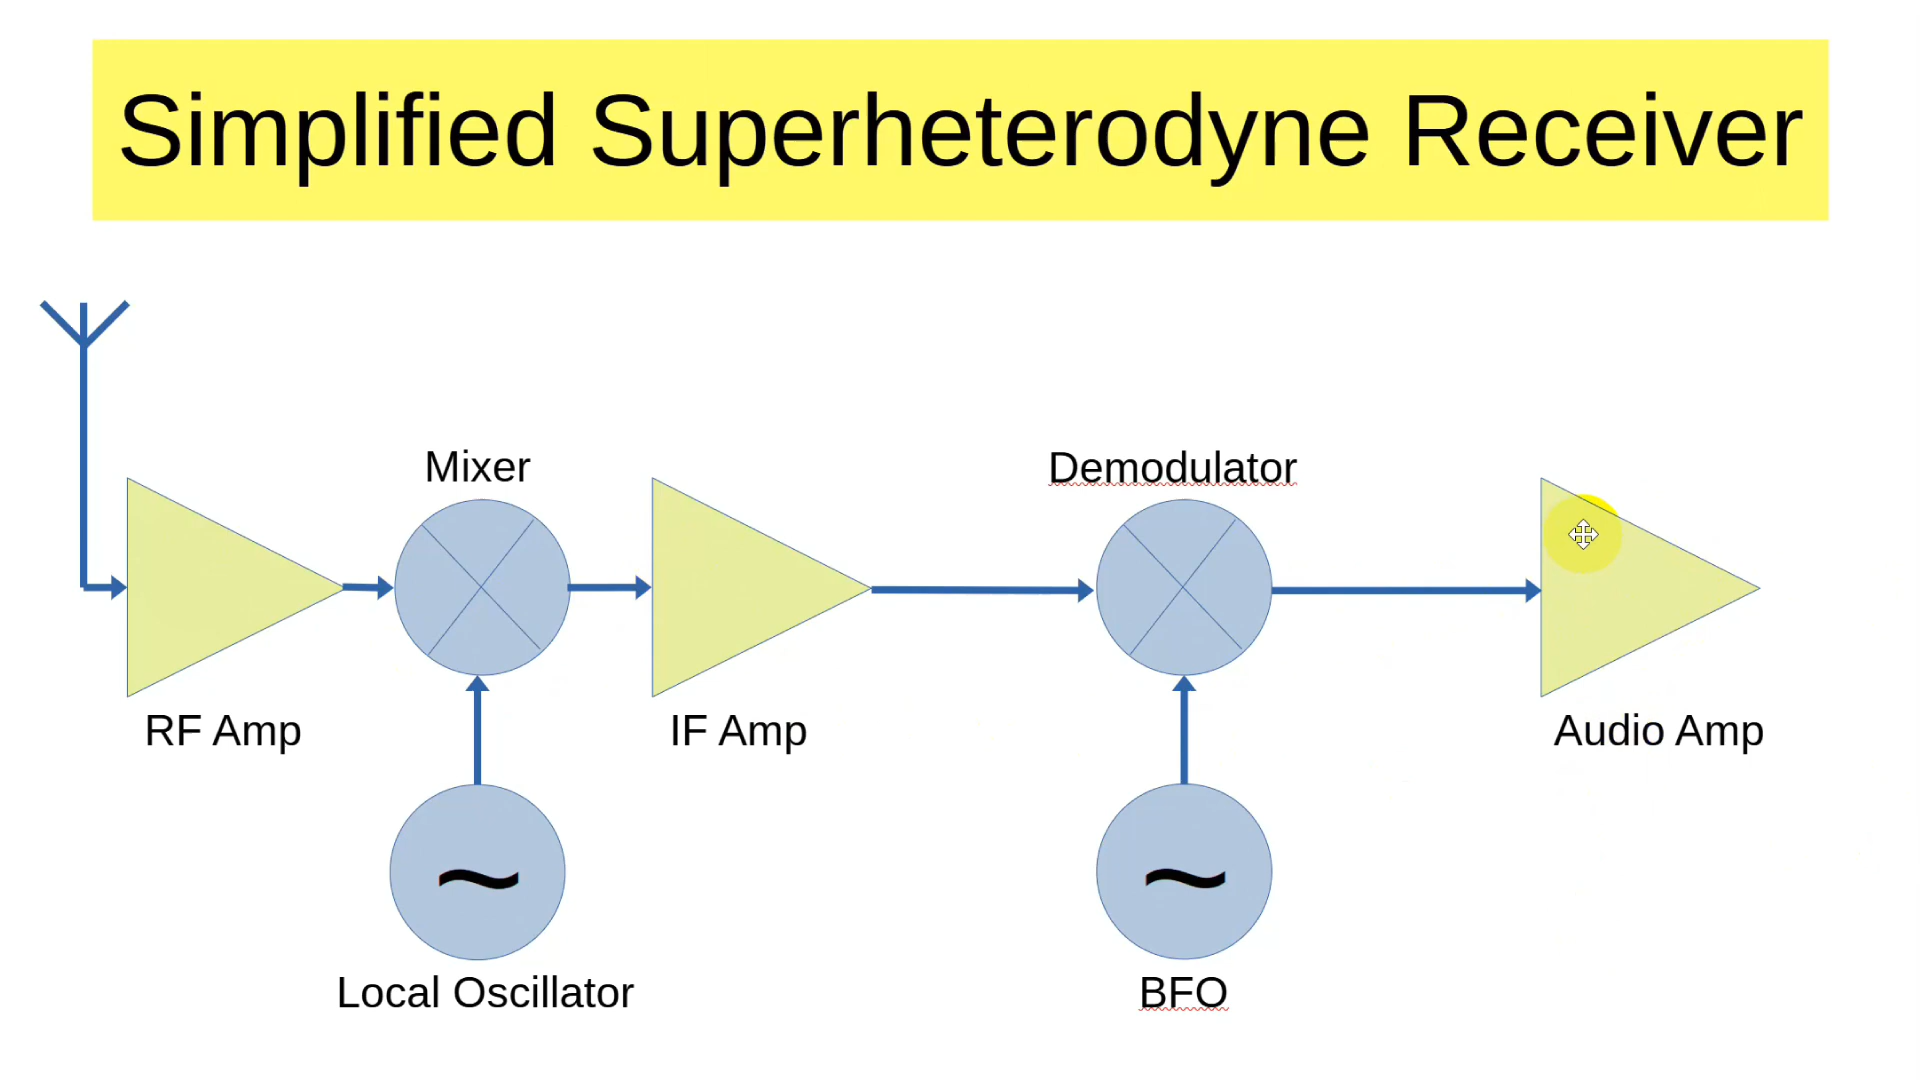 Simplified Superheterodyne Receiver
Mixer
Demodulator
RF Amp
IF Amp
Audio Amp
~
~
Local Oscillator
BFO